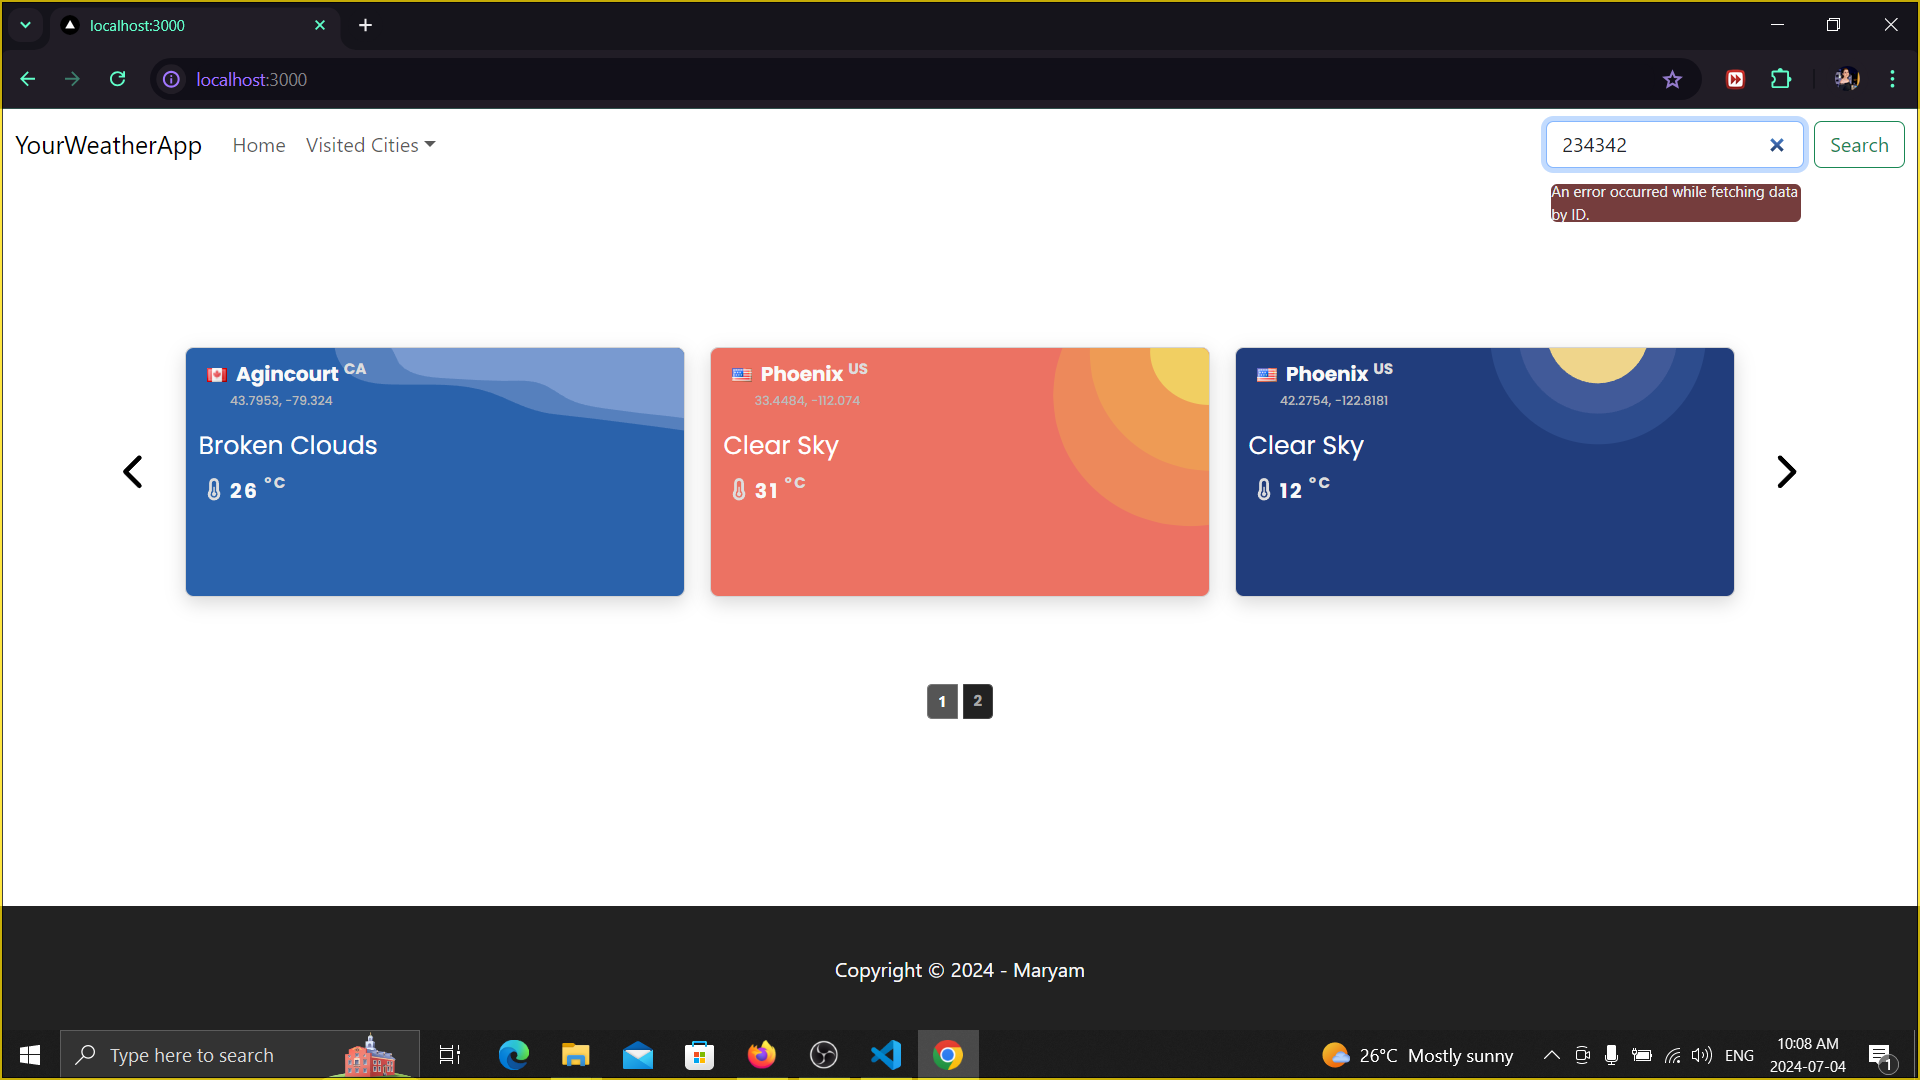 localhost:3000
localhost:3000
YourWeatherApp Home Visited Cities 234342 Search
An error occurred while fetching data
by ID.
Agincourt CA
43.7953, -79.324
Broken Clouds
26 °C
Phoenix US
33.4484, -112.074
Clear Sky
31 °C
Phoenix US
42.2754, -122.8181
Clear Sky
12 °C
1 2
Copyright © 2024 - Maryam
Type here to search
26°C Mostly sunny
ENG
10:08 AM
2024-07-04
1